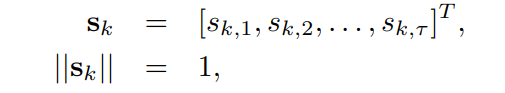 s_k = [s_{k,1}, s_{k,2}, . . . , s_{k,τ}]^T,
||s_k|| = 1,